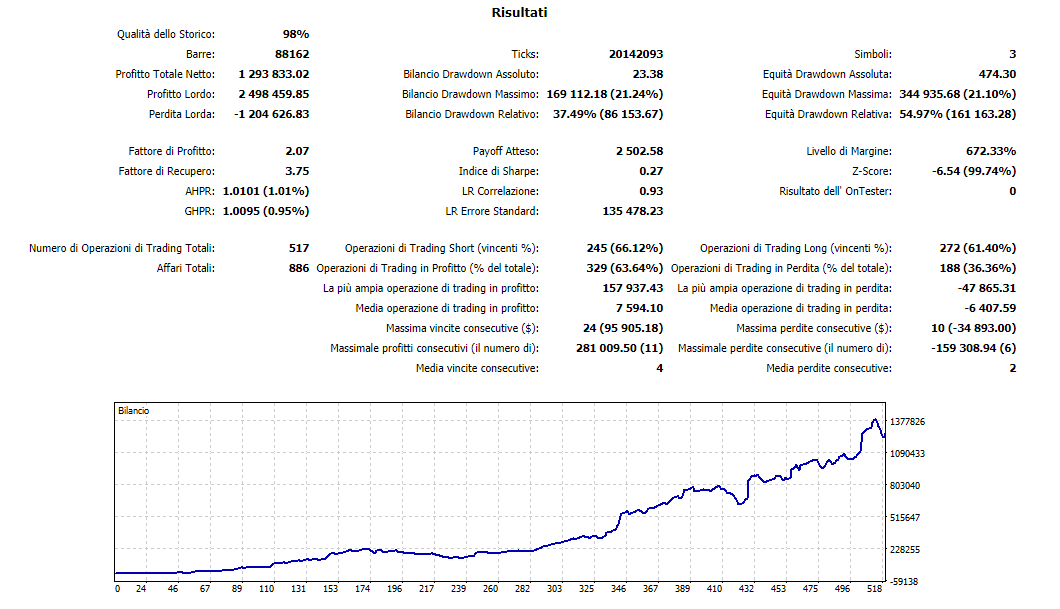 Risultati
Qualità dello Storico: 98%
Barre: 88162 Ticks: 20142093 Simboli: 3
Profitto Totale Netto: 1 293 833.02 Bilancio Drawdown Assoluto: 23.38 Equità Drawdown Assoluta: 474.30
Profitto Lordo: 2 498 459.85 Bilancio Drawdown Massimo: 169 112.18 (21.24%) Equità Drawdown Massima: 344 935.68 (21.10%)
Perdita Lorda: -1 204 626.83 Bilancio Drawdown Relativo: 37.49% (86 153.67) Equità Drawdown Relativa: 54.97% (161 163.28)
Fattore di Profitto: 2.07 Payoff Atteso: 2 502.58 Livello di Margine: 672.33%
Fattore di Recupero: 3.75 Indice di Sharpe: 0.27 Z-Score: -6.54 (99.74%)
AHPR: 1.0101 (1.01%) LR Correlazione: 0.93 Risultato dell' OnTester: 0
GHPR: 1.0095 (0.95%) LR Errore Standard: 135 478.23
Numero di Operazioni di Trading Totali: 517 Operazioni di Trading Short (vincenti %): 245 (66.12%) Operazioni di Trading Long (vincenti %): 272 (61.40%)
Affari Totali: 886 Operazioni di Trading in Profitto (% del totale): 329 (63.64%) Operazioni di Trading in Perdita (% del totale): 188 (36.36%)
La più ampia operazione di trading in profitto: 157 937.43 La più ampia operazione di trading in perdita: -47 865.31
Media operazione di trading in profitto: 7 594.10 Media operazione di trading in perdita: -6 407.59
Massima vincite consecutive ($): 24 (95 905.18) Massima perdite consecutive ($): 10 (-34 893.00)
Massimale profitti consecutivi (il numero di): 281 009.50 (11) Massimale perdite consecutive (il numero di): -159 308.94 (6)
Media vincite consecutive: 4 Media perdite consecutive: 2
Bilancio
1377826
1090433
803040
515647
228255
-59138
0 24 46 67 89 110 131 153 174 196 217 239 260 282 303 325 346 367 389 410 432 453 475 496 518